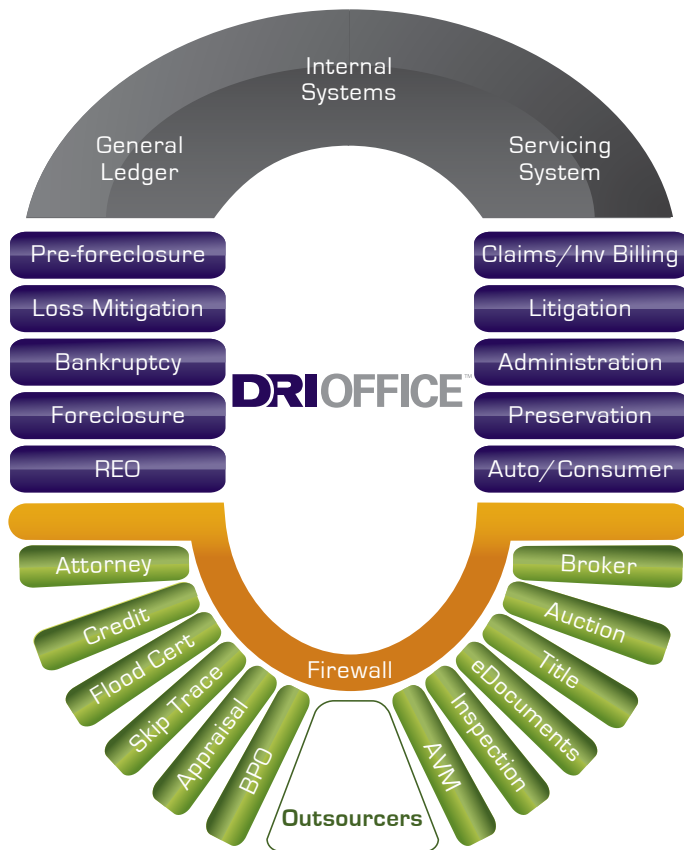 Internal
Systems
General
Ledger
Servicing
System
Pre-foreclosure
Loss Mitigation
Bankruptcy
Foreclosure
REO
Claims/Inv Billing
Litigation
Administration
Preservation
Auto/Consumer
DRIOFFICE™
Firewall
Attorney
Credit
Flood Cert
Skip Trace
Appraisal
BPO
Outsourcers
AVM
Inspection
eDocuments
Title
Auction
Broker